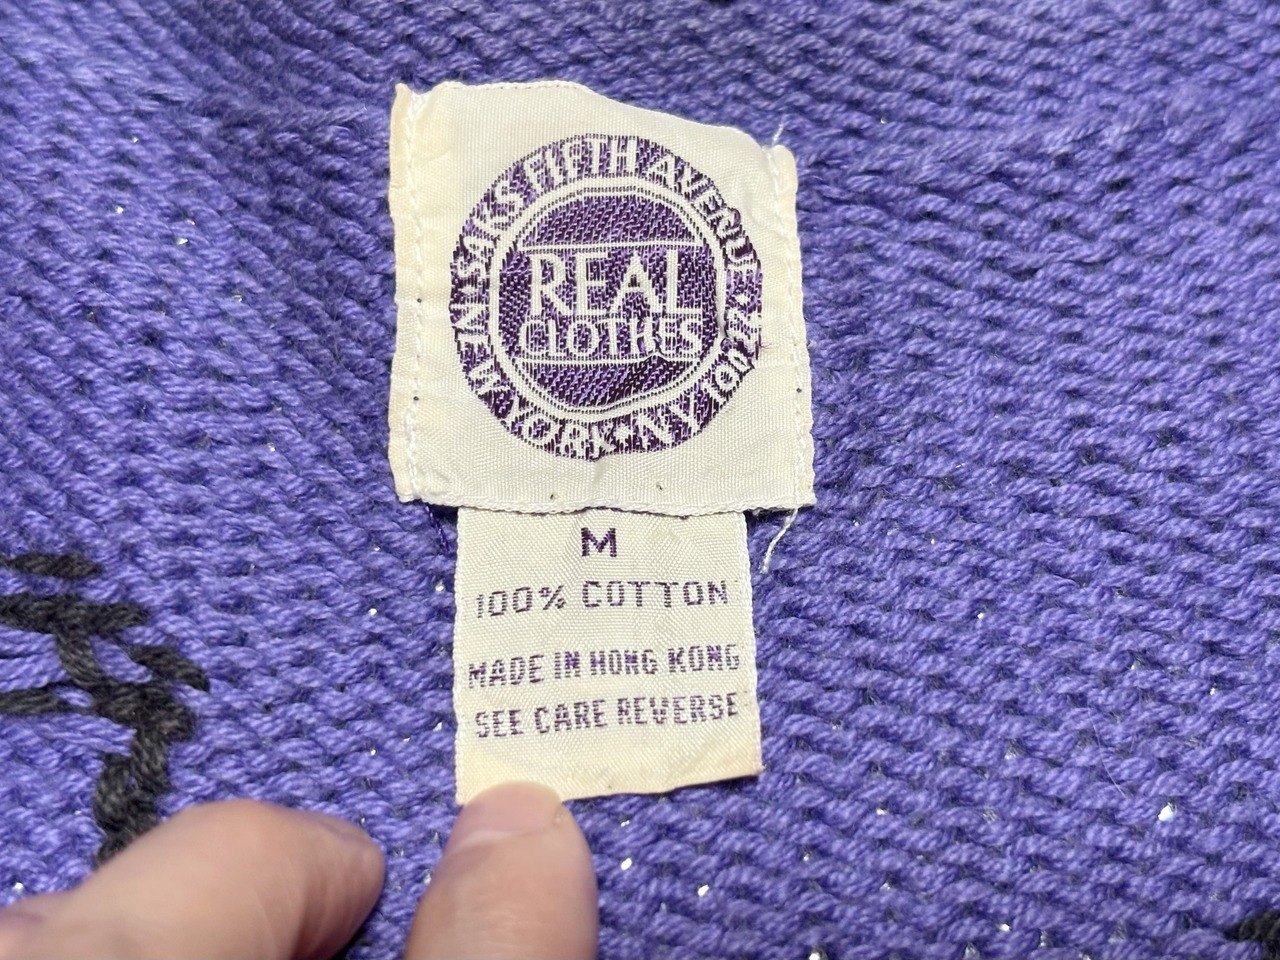 SAKS FIFTH AVENUE
REAL
CLOTHES
NEW YORK•NY 10022
M
100% COTTON
MADE IN HONG KONG
SEE CARE REVERSE